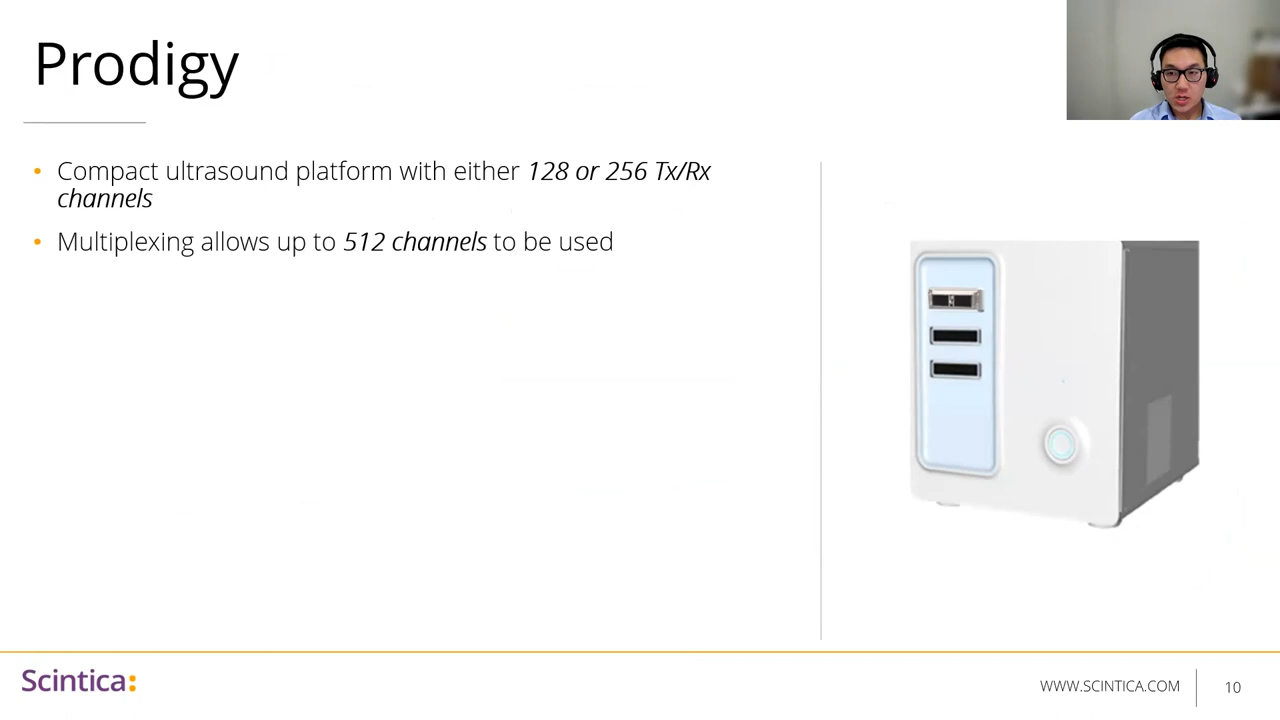 Prodigy
• Compact ultrasound platform with either 128 or 256 Tx/Rx
channels
• Multiplexing allows up to 512 channels to be used
Scintica:
WWW.SCINTICA.COM
10